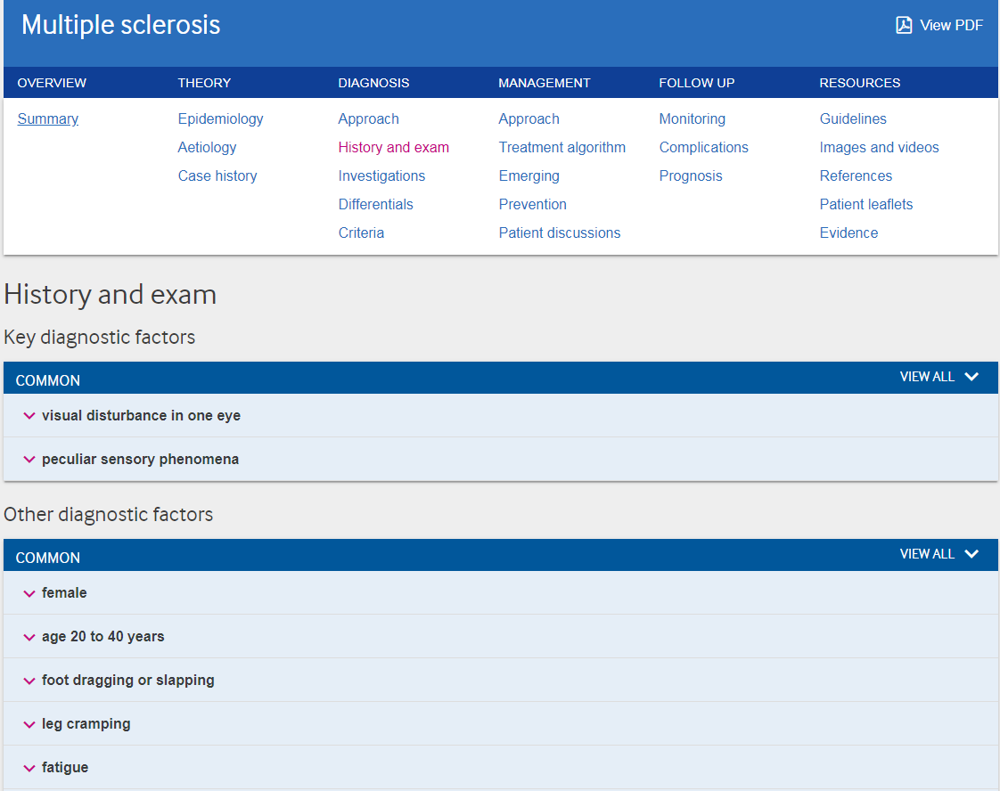 Multiple sclerosis
View PDF
OVERVIEW THEORY DIAGNOSIS MANAGEMENT FOLLOW UP RESOURCES
Summary Epidemiology Approach Approach Monitoring Guidelines
Aetiology History and exam Treatment algorithm Complications Images and videos
Case history Investigations Emerging Prognosis References
Differentials Prevention Patient leaflets
Criteria Patient discussions Evidence
History and exam
Key diagnostic factors
COMMON VIEW ALL
visual disturbance in one eye
peculiar sensory phenomena
Other diagnostic factors
COMMON VIEW ALL
female
age 20 to 40 years
foot dragging or slapping
leg cramping
fatigue